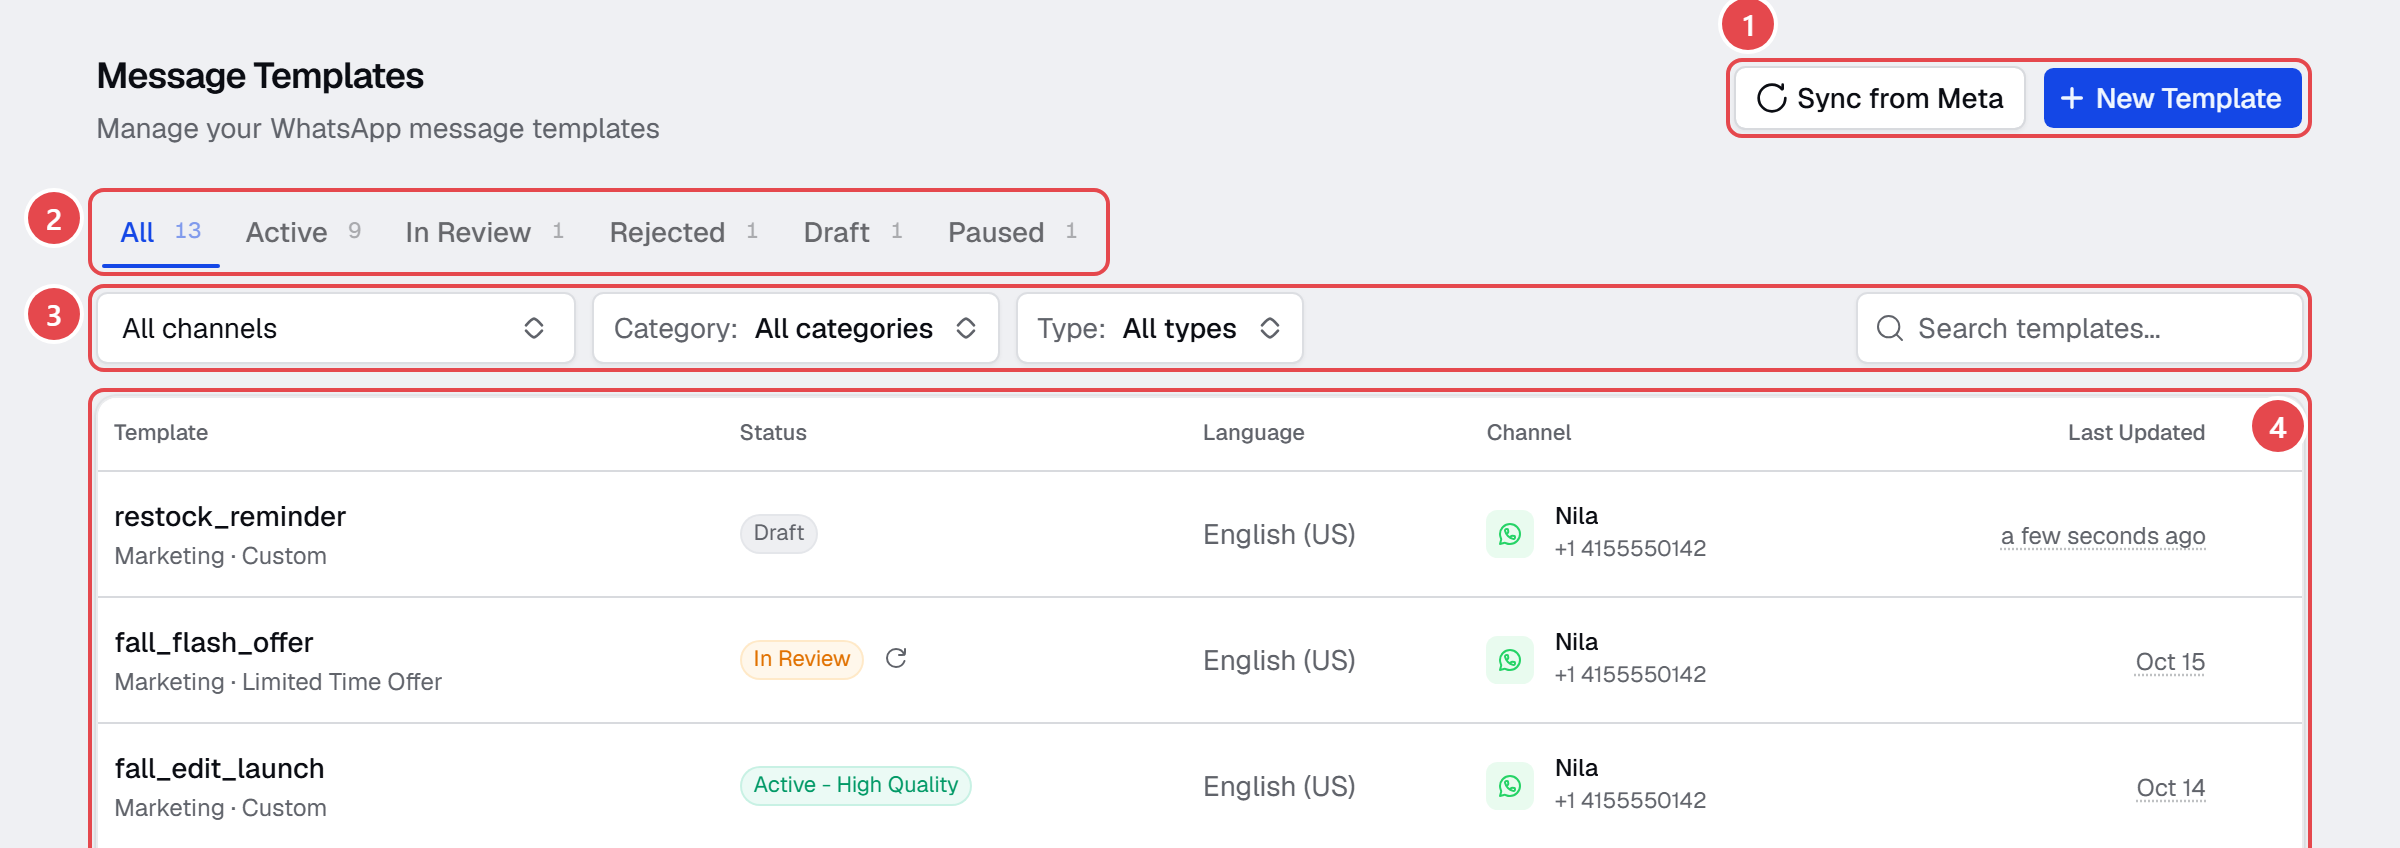 1
Message Templates
Sync from Meta
+ New Template
Manage your WhatsApp message templates
2
All 13 Active 9 In Review 1 Rejected 1 Draft 1 Paused 1
3
All channels
Category: All categories
Type: All types
Search templates...
Template Status Language Channel Last Updated
4
restock_reminder
Marketing · Custom
Draft
English (US)
Nila
+1 4155550142
a few seconds ago
fall_flash_offer
Marketing · Limited Time Offer
In Review
English (US)
Nila
+1 4155550142
Oct 15
fall_edit_launch
Marketing · Custom
Active - High Quality
English (US)
Nila
+1 4155550142
Oct 14